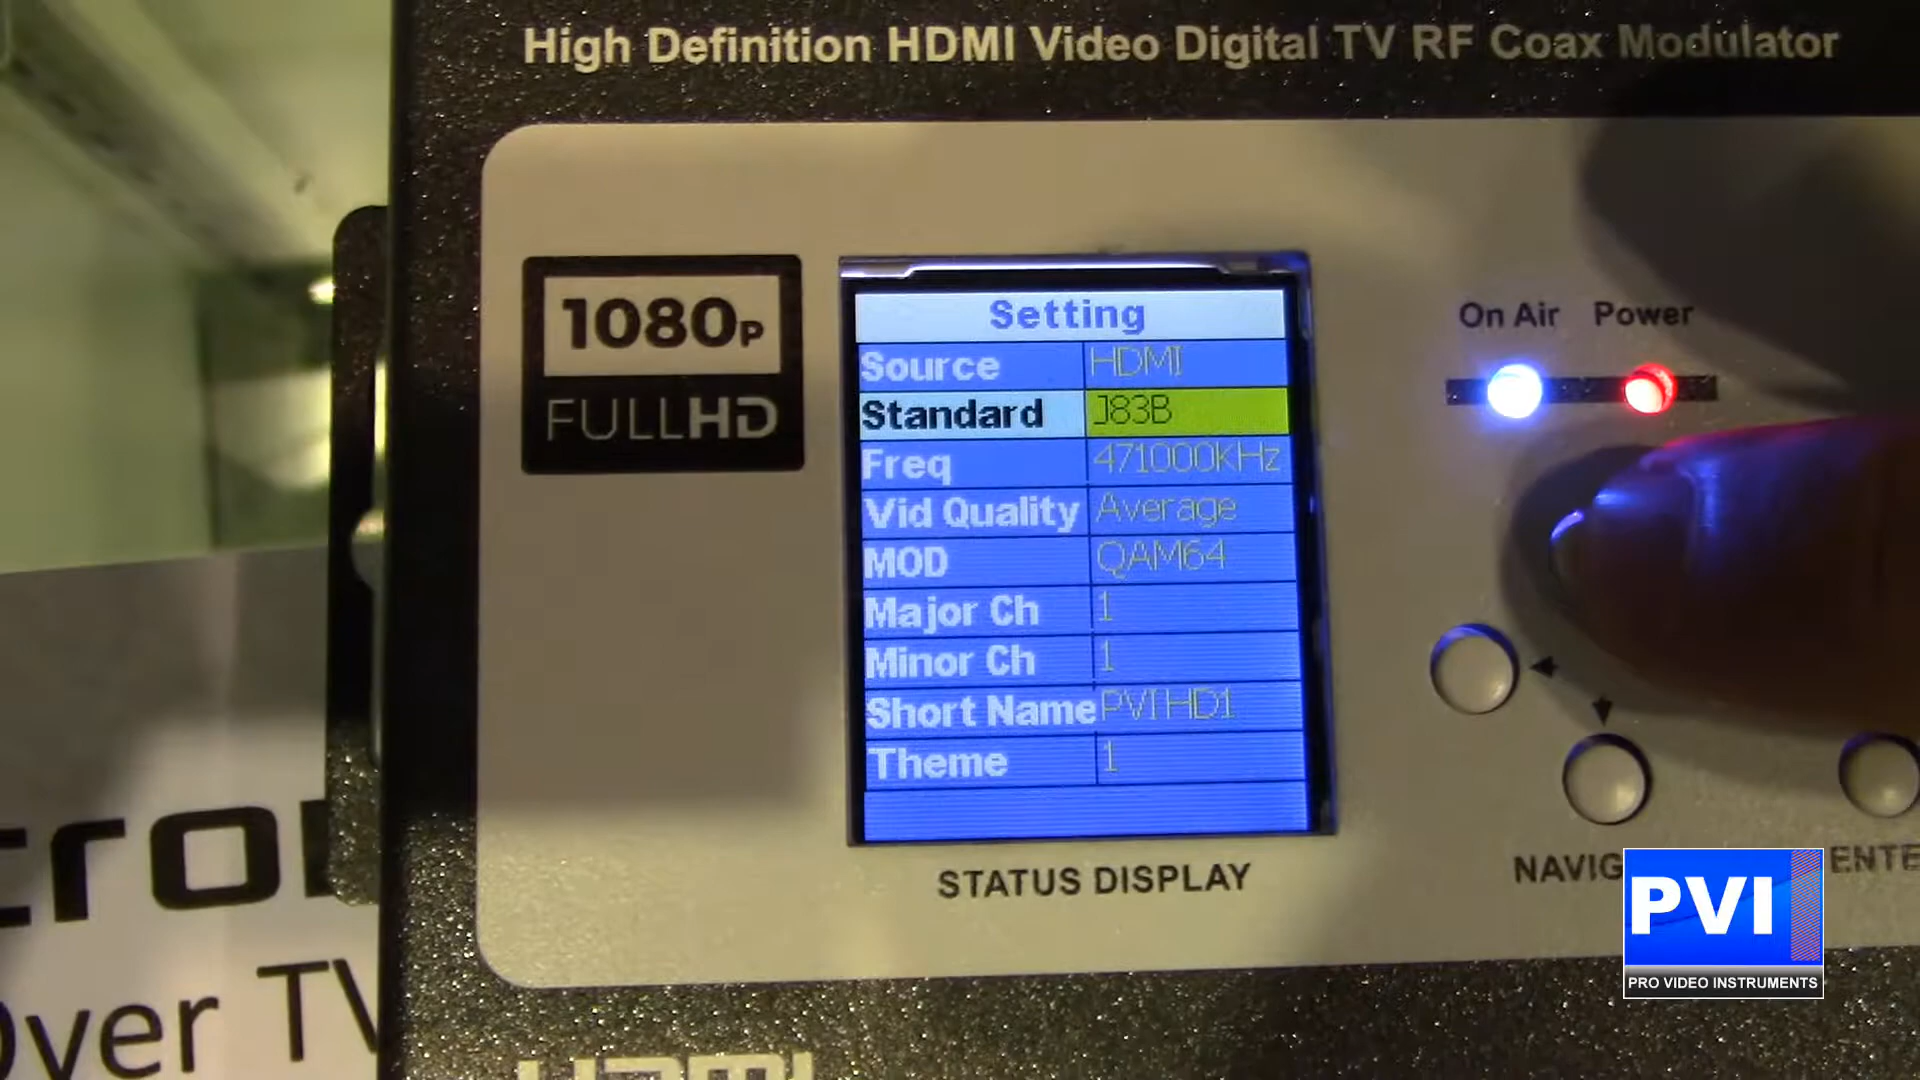 High Definition HDMI Video Digital TV RF Coax Modulator
1080P
FULLHD
Setting
Source HDMI
Standard J83B
Freq 471000KHz
Vid Quality Average
MOD QAM64
Major Ch 1
Minor Ch 1
Short Name PVIHD1
Theme 1
STATUS DISPLAY
On Air Power
NAVIG
ENTE
PVI
PRO VIDEO INSTRUMENTS
tron
Over TV
HDMI